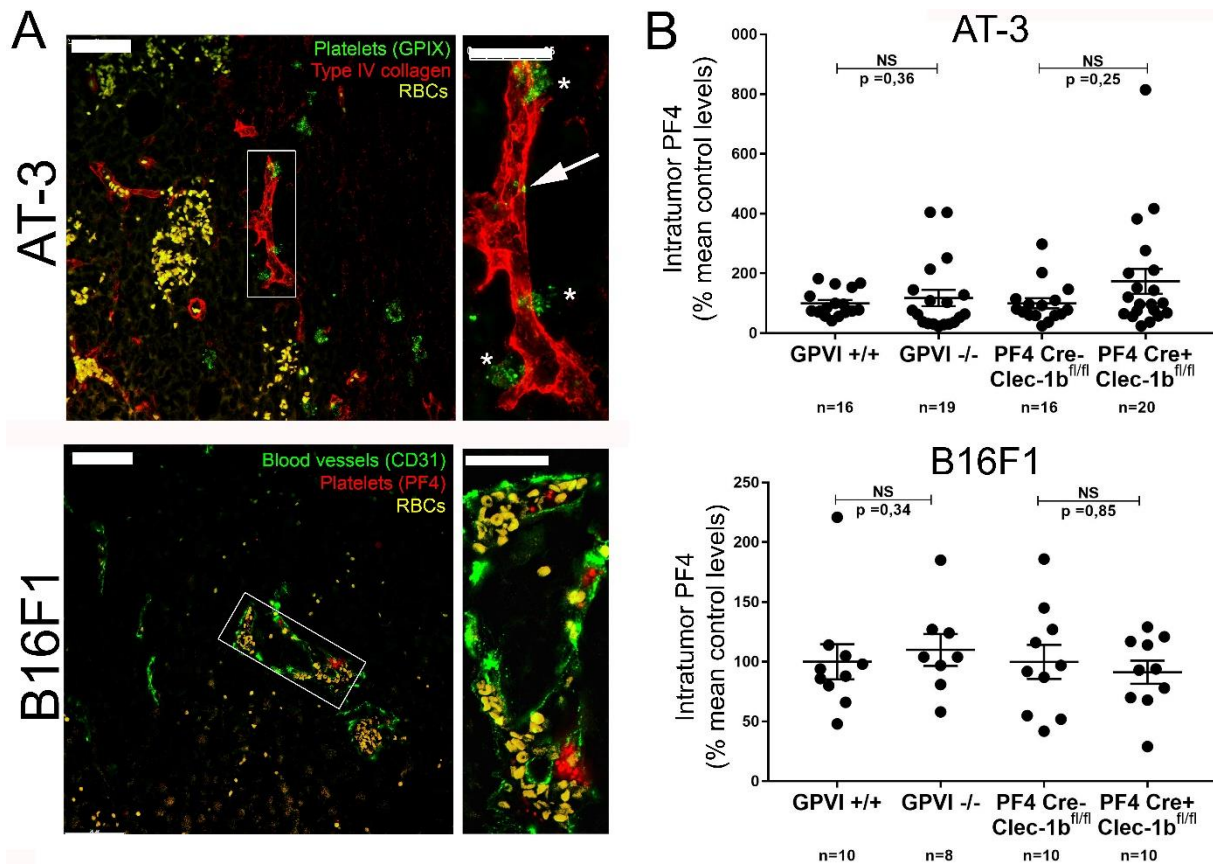 A
AT-3
Platelets (GPIX)
Type IV collagen
RBCs
*
*
*
B16F1
Blood vessels (CD31)
Platelets (PF4)
RBCs
B
AT-3
Intratumor PF4
(% mean control levels)
000
800
600
400
200
0
NS
p =0,36
NS
p =0,25
GPVI +/+
GPVI -/-
PF4 Cre-
Clec-1b fl/fl
PF4 Cre+
Clec-1b fl/fl
n=16
n=19
n=16
n=20
B16F1
Intratumor PF4
(% mean control levels)
250
200
150
100
50
0
NS
p =0,34
NS
p =0,85
GPVI +/+
GPVI -/-
PF4 Cre-
Clec-1b fl/fl
PF4 Cre+
Clec-1b fl/fl
n=10
n=8
n=10
n=10